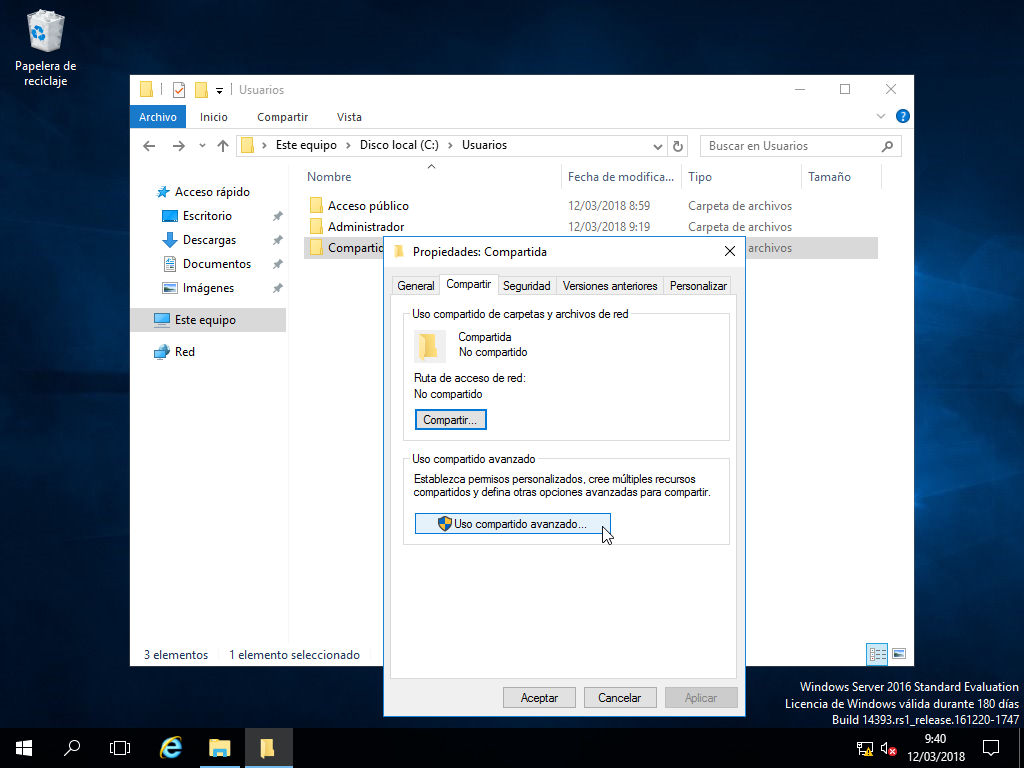 Papelera de
reciclaje
Usuarios
Archivo
Inicio
Compartir
Vista
Este equipo
Disco local (C:)
Usuarios
Buscar en Usuarios
Nombre
Fecha de modifica...
Tipo
Tamaño
Acceso rápido
Escritorio
Descargas
Documentos
Imágenes
Este equipo
Red
Acceso público
12/03/2018 8:59
Carpeta de archivos
Administrador
12/03/2018 9:19
Carpeta de archivos
Compartid
archivos
Propiedades: Compartida
General
Compartir
Seguridad
Versiones anteriores
Personalizar
Uso compartido de carpetas y archivos de red
Compartida
No compartido
Ruta de acceso de red:
No compartido
Compartir...
Uso compartido avanzado
Establezca permisos personalizados, cree múltiples recursos
compartidos y defina otras opciones avanzadas para compartir.
Uso compartido avanzado...
Aceptar
Cancelar
Aplicar
3 elementos
1 elemento seleccionado
Windows Server 2016 Standard Evaluation
Licencia de Windows válida durante 180 días
Build 14393.rs1_release.161220-1747
9:40
12/03/2018